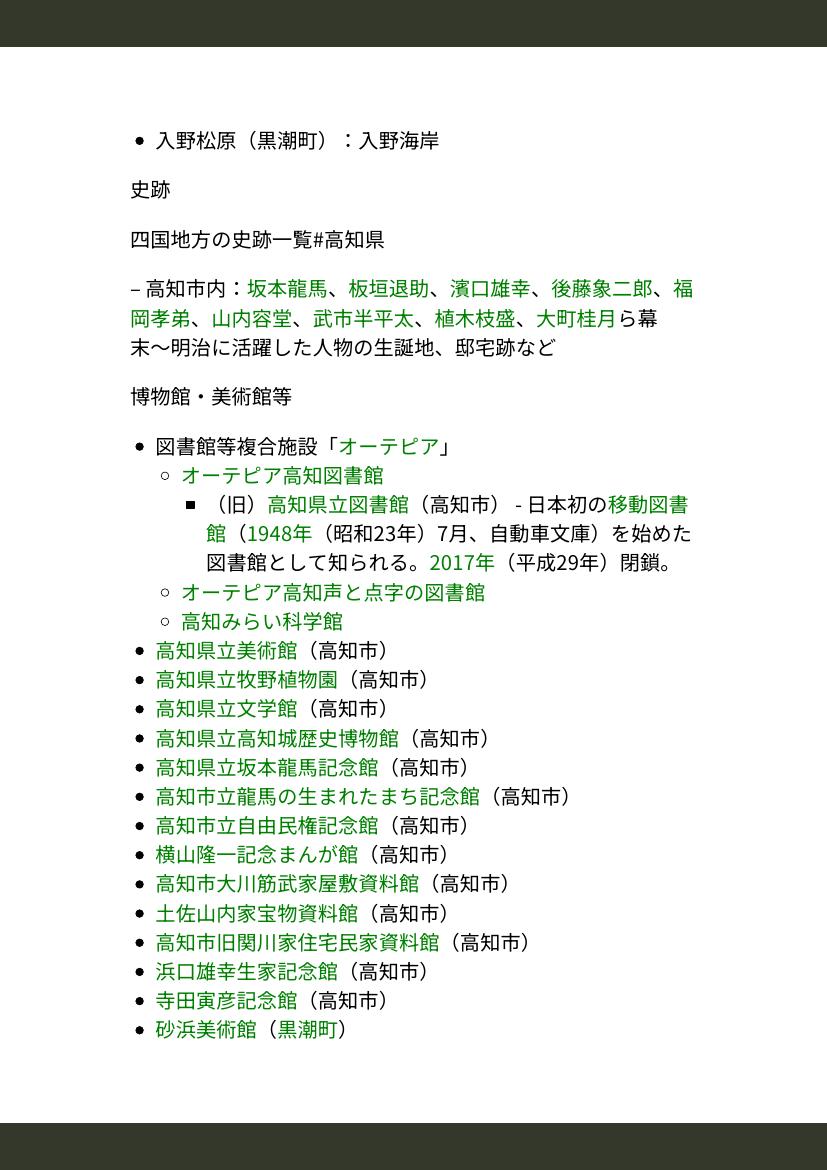 • 入野松原（黒潮町）：入野海岸
史跡
四国地方の史跡一覧#高知県
– 高知市内：坂本龍馬、板垣退助、濱口雄幸、後藤象二郎、福
岡孝弟、山内容堂、武市半平太、植木枝盛、大町桂月ら幕
末〜明治に活躍した人物の生誕地、邸宅跡など
博物館・美術館等
• 図書館等複合施設「オーテピア」
◦ オーテピア高知図書館
▪ （旧）高知県立図書館（高知市） - 日本初の移動図書
館（1948年（昭和23年）7月、自動車文庫）を始めた
図書館として知られる。2017年（平成29年）閉鎖。
◦ オーテピア高知声と点字の図書館
◦ 高知みらい科学館
• 高知県立美術館（高知市）
• 高知県立牧野植物園（高知市）
• 高知県立文学館（高知市）
• 高知県立高知城歴史博物館（高知市）
• 高知県立坂本龍馬記念館（高知市）
• 高知市立龍馬の生まれたまち記念館（高知市）
• 高知市立自由民権記念館（高知市）
• 横山隆一記念まんが館（高知市）
• 高知市大川筋武家屋敷資料館（高知市）
• 土佐山内家宝物資料館（高知市）
• 高知市旧関川家住宅民家資料館（高知市）
• 浜口雄幸生家記念館（高知市）
• 寺田寅彦記念館（高知市）
• 砂浜美術館（黒潮町）